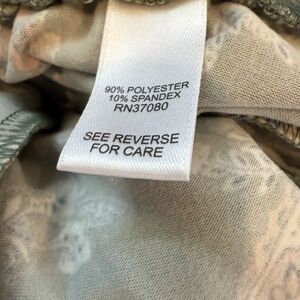 90% POLYESTER
10% SPANDEX
RN37080
SEE REVERSE
FOR CARE